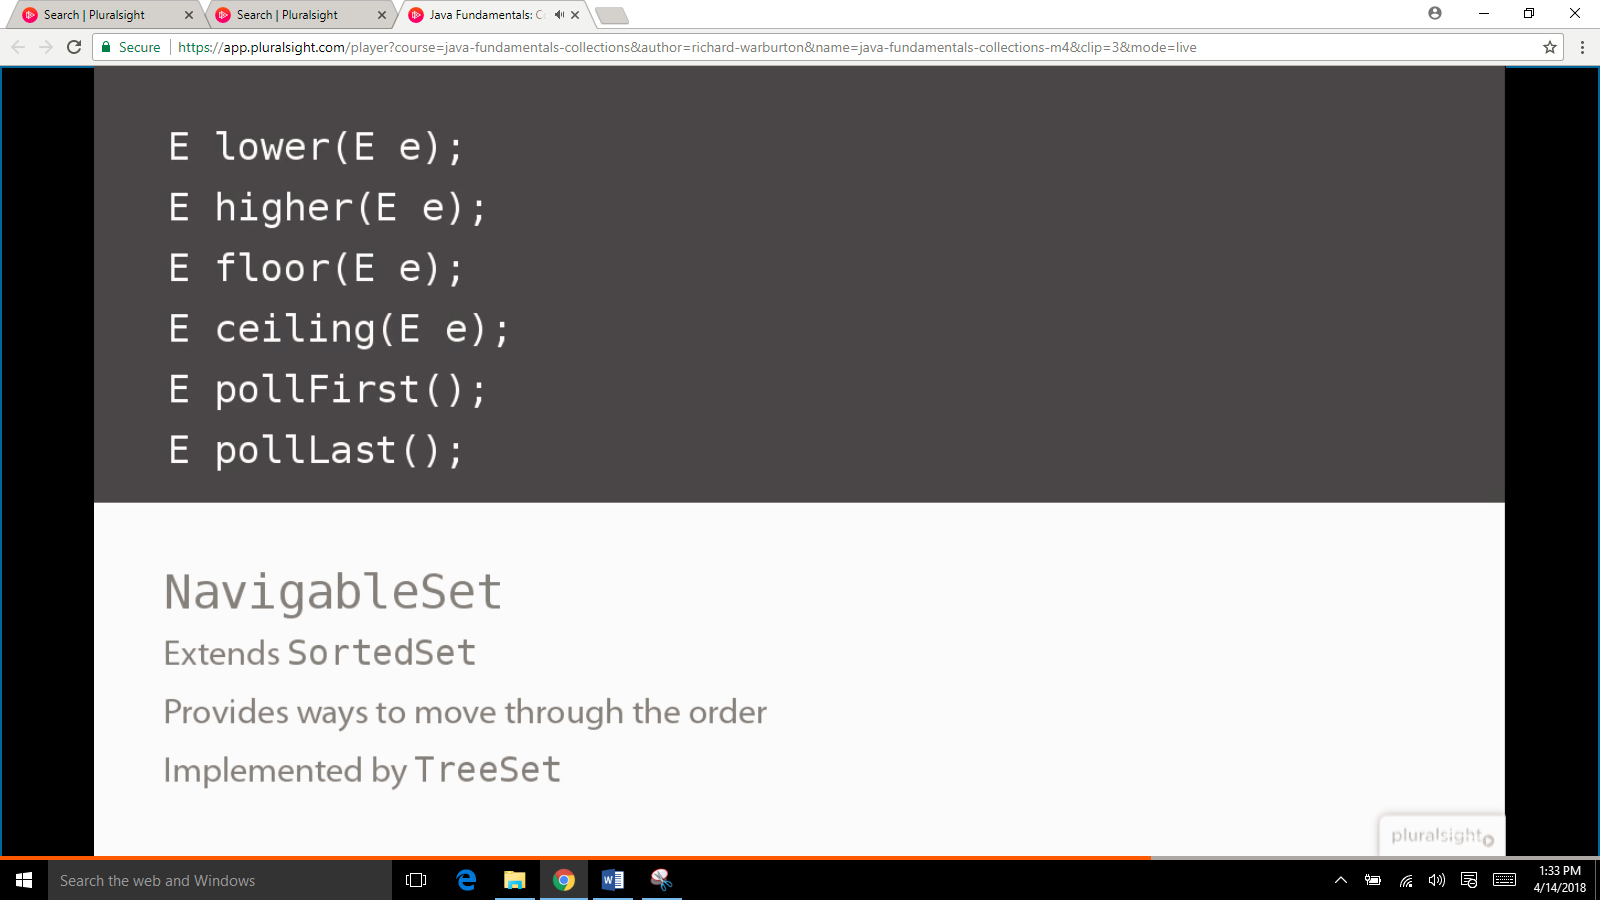 Search | Pluralsight
Search | Pluralsight
Java Fundamentals: C
Secure
https://app.pluralsight.com/player?course=java-fundamentals-collections&author=richard-warburton&name=java-fundamentals-collections-m4&clip=3&mode=live
E lower(E e);
E higher(E e);
E floor(E e);
E ceiling(E e);
E pollFirst();
E pollLast();
NavigableSet
Extends SortedSet
Provides ways to move through the order
Implemented by TreeSet
pluralsight
Search the web and Windows
1:33 PM
4/14/2018